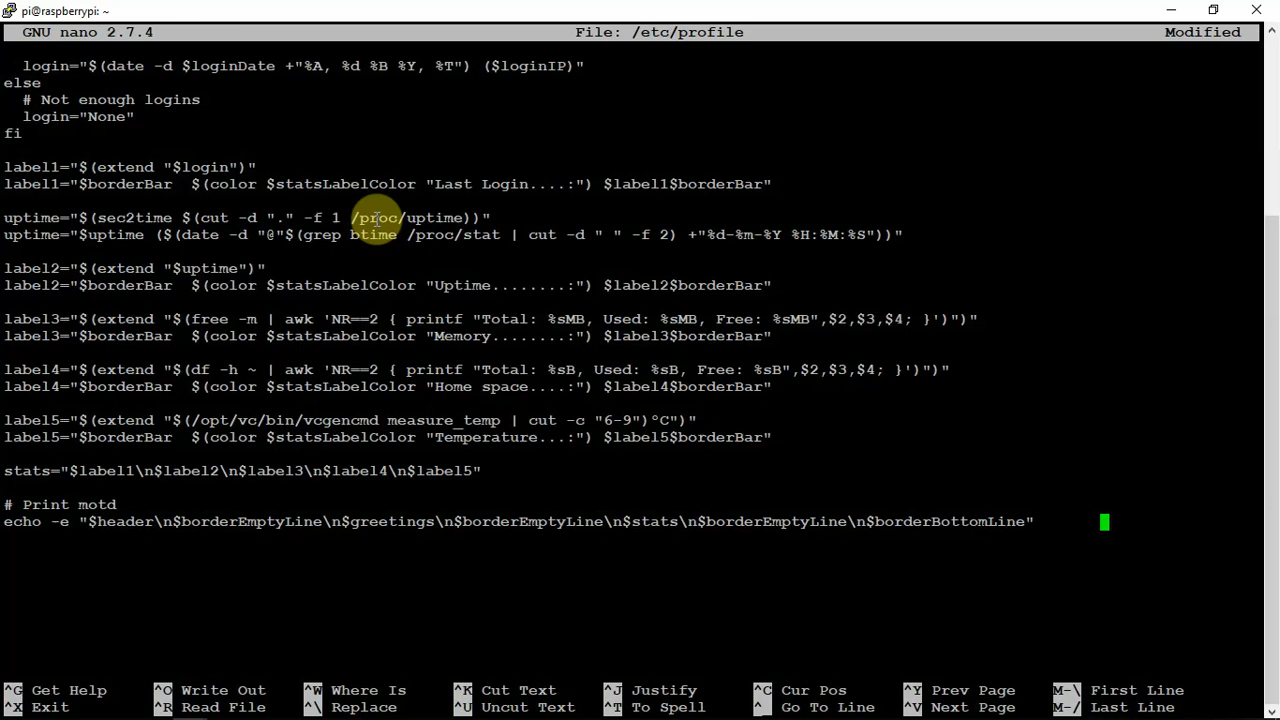 pi@raspberrypi: ~
GNU nano 2.7.4 File: /etc/profile Modified
login="$(date -d $loginDate +"%A, %d %B %Y, %T") ($loginIP)"
else
# Not enough logins
login="None"
fi
label1="$(extend "$login")"
label1="$borderBar  $(color $statsLabelColor "Last Login....:") $label1$borderBar"
uptime="$(sec2time $(cut -d "." -f 1 /proc/uptime))"
uptime="$uptime ($(date -d "@"$(grep btime /proc/stat | cut -d " " -f 2) +"%d-%m-%Y %H:%M:%S"))"
label2="$(extend "$uptime")"
label2="$borderBar  $(color $statsLabelColor "Uptime........:") $label2$borderBar"
label3="$(extend "$(free -m | awk 'NR==2 { printf "Total: %sMB, Used: %sMB, Free: %sMB",$2,$3,$4; }')")"
label3="$borderBar  $(color $statsLabelColor "Memory........:") $label3$borderBar"
label4="$(extend "$(df -h ~ | awk 'NR==2 { printf "Total: %sB, Used: %sB, Free: %sB",$2,$3,$4; }')")"
label4="$borderBar  $(color $statsLabelColor "Home space....:") $label4$borderBar"
label5="$(extend "$(/opt/vc/bin/vcgencmd measure_temp | cut -c "6-9")ºC")"
label5="$borderBar  $(color $statsLabelColor "Temperature...:") $label5$borderBar"
stats="$label1\n$label2\n$label3\n$label4\n$label5"
# Print motd
echo -e "$header\n$borderEmptyLine\n$greetings\n$borderEmptyLine\n$stats\n$borderEmptyLine\n$borderBottomLine"
^G Get Help ^O Write Out ^W Where Is ^K Cut Text ^J Justify ^C Cur Pos ^Y Prev Page M-\ First Line
^X Exit ^R Read File ^\ Replace ^U Uncut Text ^T To Spell ^_ Go To Line ^V Next Page M-/ Last Line